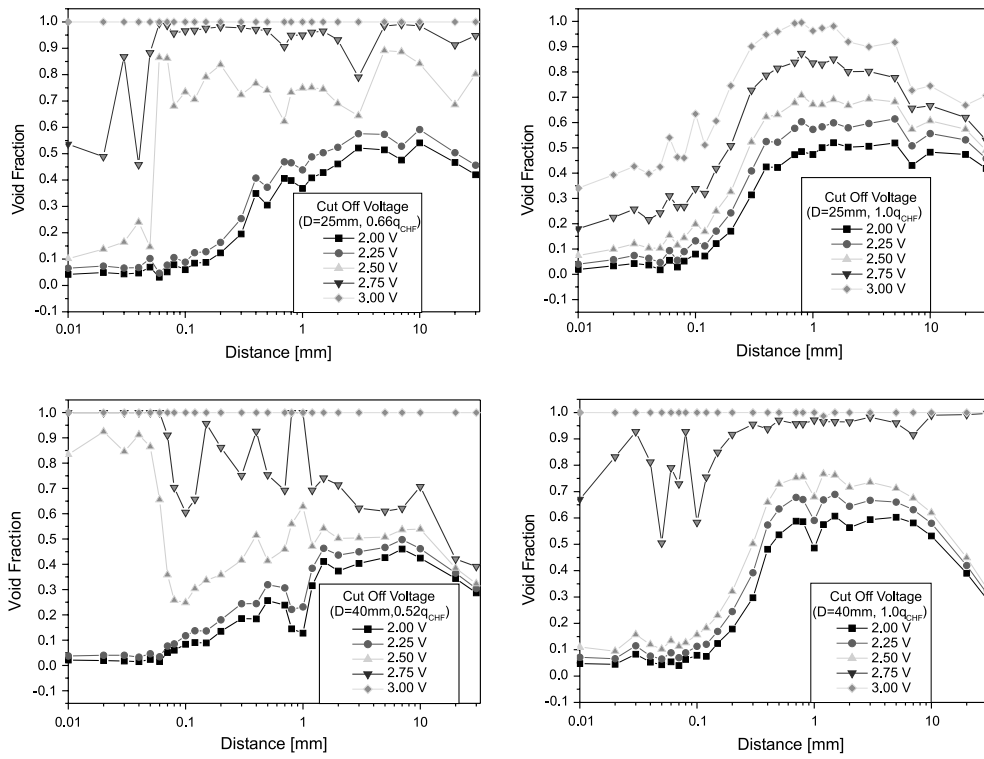 1.0
0.9
0.8
0.7
0.6
0.5
0.4
0.3
0.2
0.1
0.0
-0.1
Void Fraction
0.01 0.1 1 10
Distance [mm]
Cut Off Voltage
(D=25mm, 0.66qCHF)
2.00 V
2.25 V
2.50 V
2.75 V
3.00 V
1.0
0.9
0.8
0.7
0.6
0.5
0.4
0.3
0.2
0.1
0.0
-0.1
Void Fraction
0.01 0.1 1 10
Distance [mm]
Cut Off Voltage
(D=25mm, 1.0qCHF)
2.00 V
2.25 V
2.50 V
2.75 V
3.00 V
1.0
0.9
0.8
0.7
0.6
0.5
0.4
0.3
0.2
0.1
0.0
-0.1
Void Fraction
0.01 0.1 1 10
Distance [mm]
Cut Off Voltage
(D=40mm,0.52qCHF)
2.00 V
2.25 V
2.50 V
2.75 V
3.00 V
1.0
0.9
0.8
0.7
0.6
0.5
0.4
0.3
0.2
0.1
0.0
-0.1
Void Fraction
0.01 0.1 1 10
Distance [mm]
Cut Off Voltage
(D=40mm, 1.0qCHF)
2.00 V
2.25 V
2.50 V
2.75 V
3.00 V